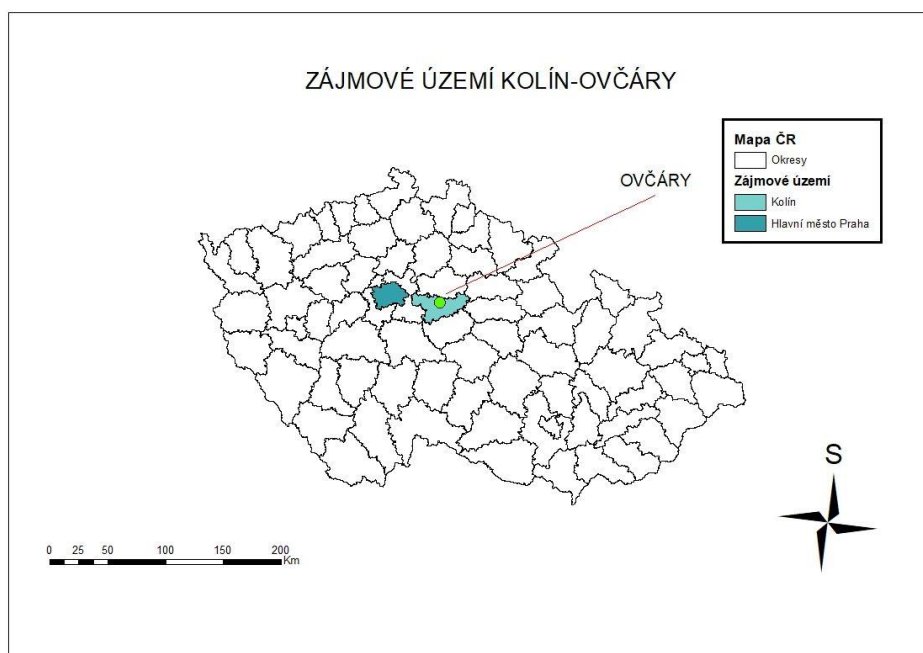 ZÁJMOVÉ ÚZEMÍ KOLÍN-OVČÁRY
Mapa ČR
Okresy
Zájmové území
Kolín
Hlavní město Praha
OVČÁRY
S
0 25 50 100 150 200
Km